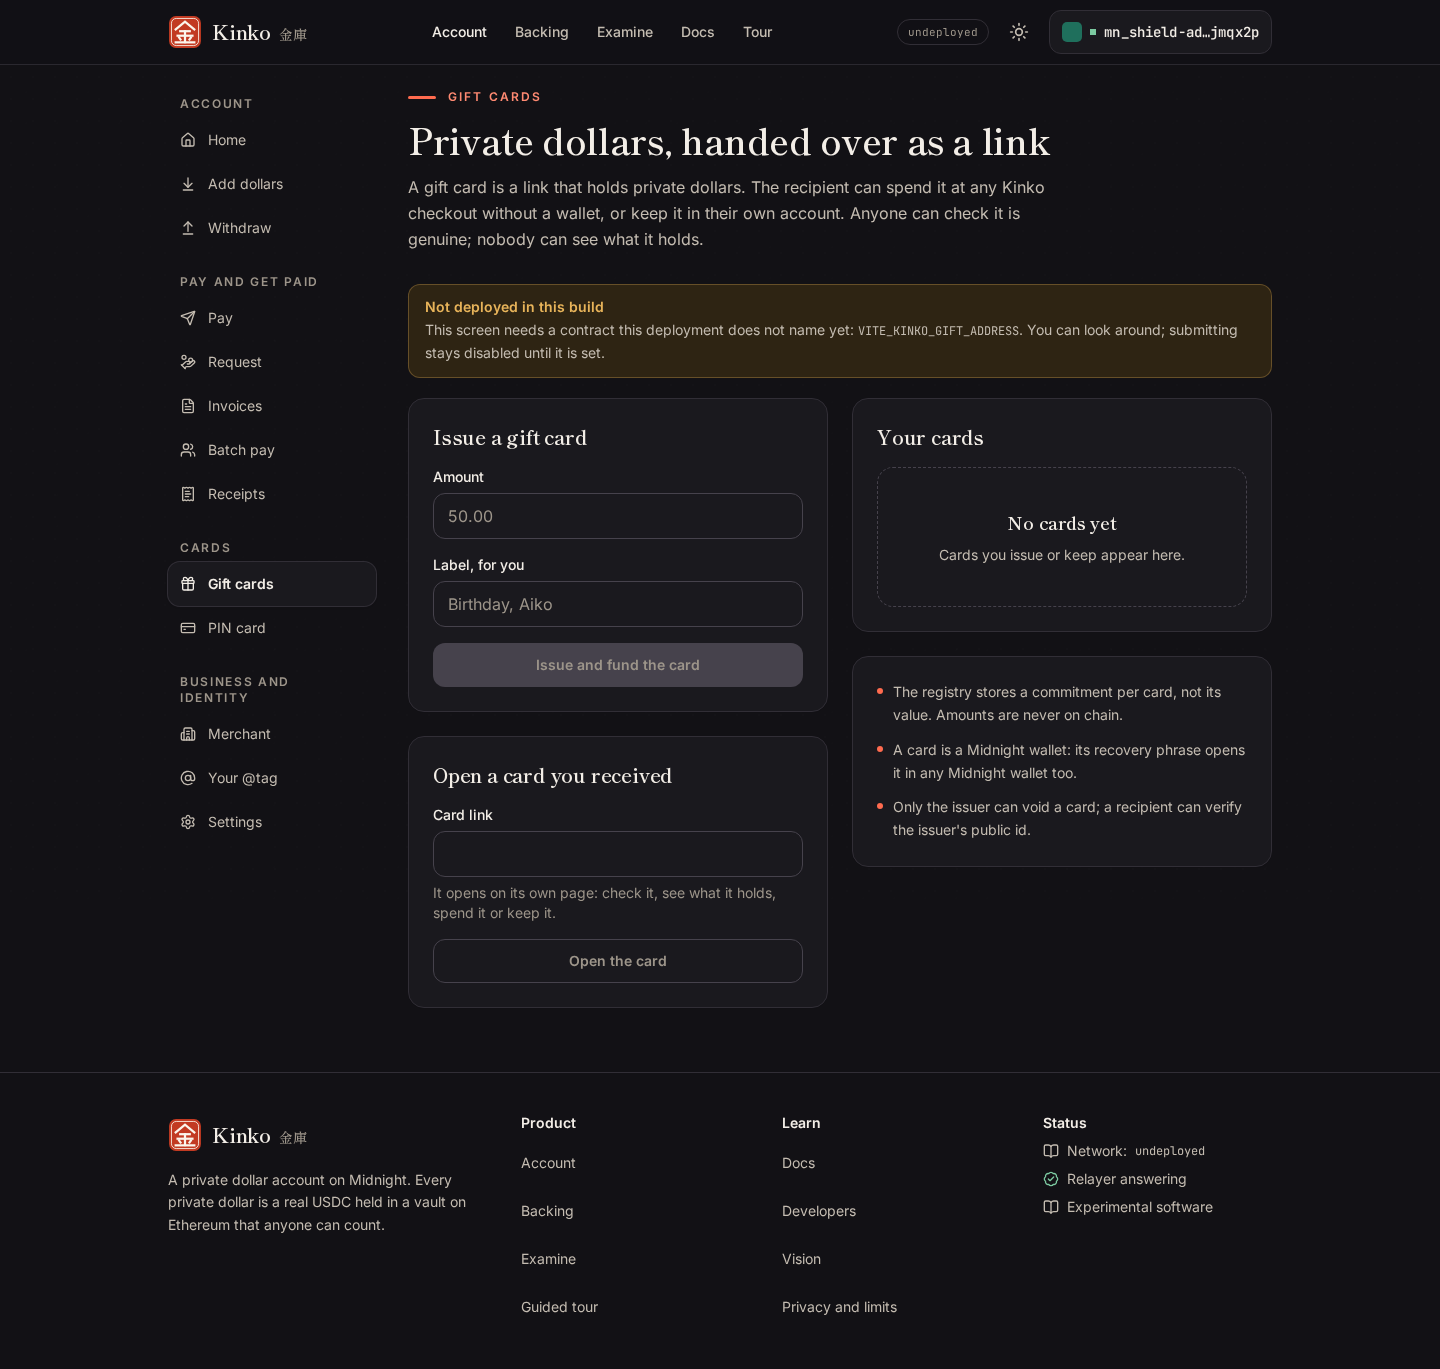 金 Kinko 金庫
Account Backing Examine Docs Tour
undeployed
mn_shield-ad…jmqx2p
ACCOUNT
Home
Add dollars
Withdraw
PAY AND GET PAID
Pay
Request
Invoices
Batch pay
Receipts
CARDS
Gift cards
PIN card
BUSINESS AND
IDENTITY
Merchant
Your @tag
Settings
GIFT CARDS
Private dollars, handed over as a link
A gift card is a link that holds private dollars. The recipient can spend it at any Kinko
checkout without a wallet, or keep it in their own account. Anyone can check it is
genuine; nobody can see what it holds.
Not deployed in this build
This screen needs a contract this deployment does not name yet: VITE_KINKO_GIFT_ADDRESS. You can look around; submitting
stays disabled until it is set.
Issue a gift card
Amount
50.00
Label, for you
Birthday, Aiko
Issue and fund the card
Open a card you received
Card link
It opens on its own page: check it, see what it holds,
spend it or keep it.
Open the card
Your cards
No cards yet
Cards you issue or keep appear here.
The registry stores a commitment per card, not its
value. Amounts are never on chain.
A card is a Midnight wallet: its recovery phrase opens
it in any Midnight wallet too.
Only the issuer can void a card; a recipient can verify
the issuer's public id.
金 Kinko 金庫
A private dollar account on Midnight. Every
private dollar is a real USDC held in a vault on
Ethereum that anyone can count.
Product
Account
Backing
Examine
Guided tour
Learn
Docs
Developers
Vision
Privacy and limits
Status
Network: undeployed
Relayer answering
Experimental software